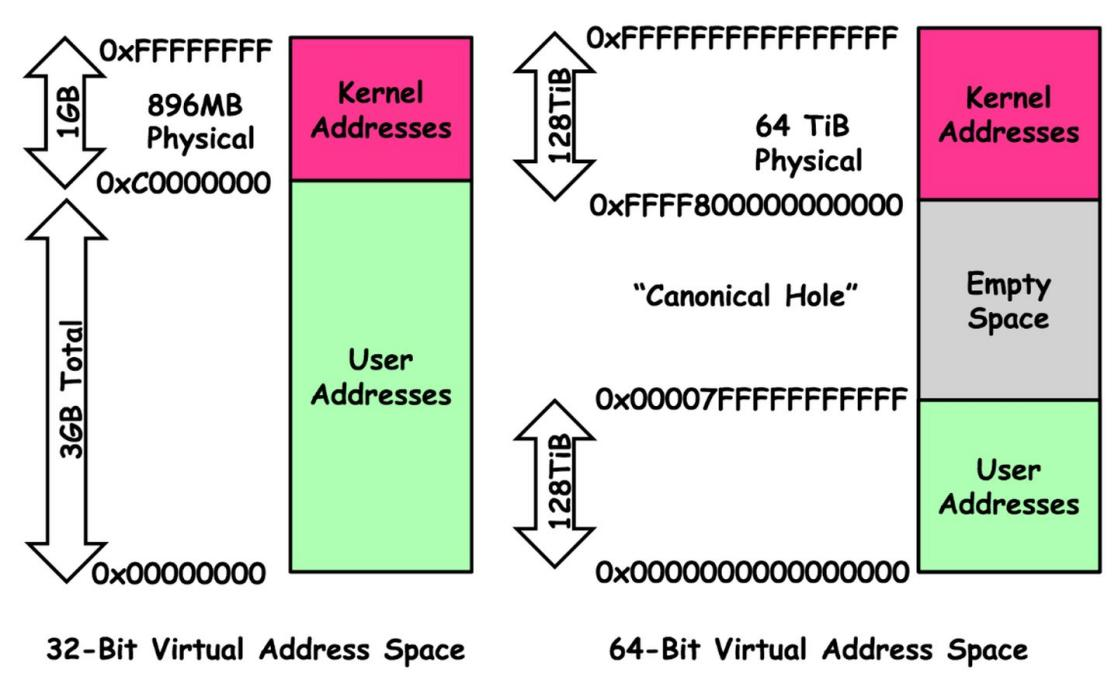 0xFFFFFFFF
1GB
896MB
Physical
0xC0000000
Kernel
Addresses
3GB Total
User
Addresses
0x00000000
32-Bit Virtual Address Space
0xFFFFFFFFFFFFFFFF
128TiB
64 TiB
Physical
0xFFFF800000000000
Kernel
Addresses
“Canonical Hole”
Empty
Space
0x00007FFFFFFFFFFF
128TiB
User
Addresses
0x0000000000000000
64-Bit Virtual Address Space